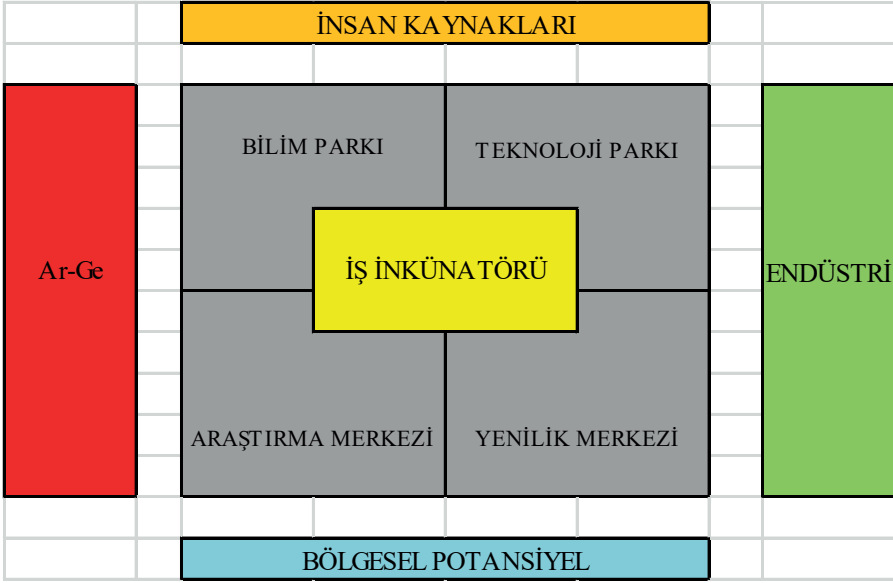 İNSAN KAYNAKLARI
BİLİM PARKI
TEKNOLOJİ PARKI
Ar-Ge
İŞ İNKÜNATÖRÜ
ENDÜSTRİ
ARAŞTIRMA MERKEZİ
YENİLİK MERKEZİ
BÖLGESEL POTANSİYEL